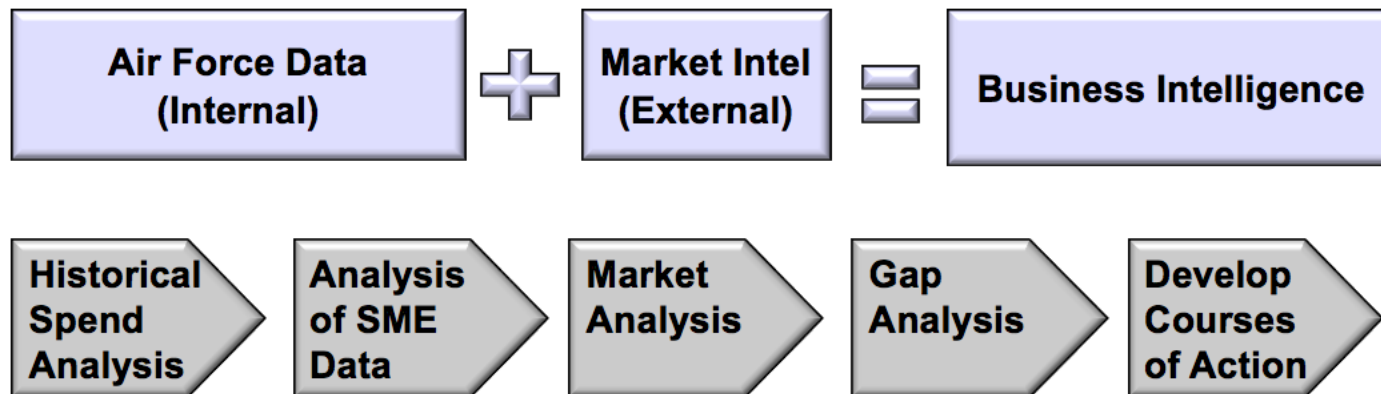 Air Force Data
(Internal)
Market Intel
(External)
Business Intelligence
Historical
Spend
Analysis
Analysis
of SME
Data
Market
Analysis
Gap
Analysis
Develop
Courses
of Action